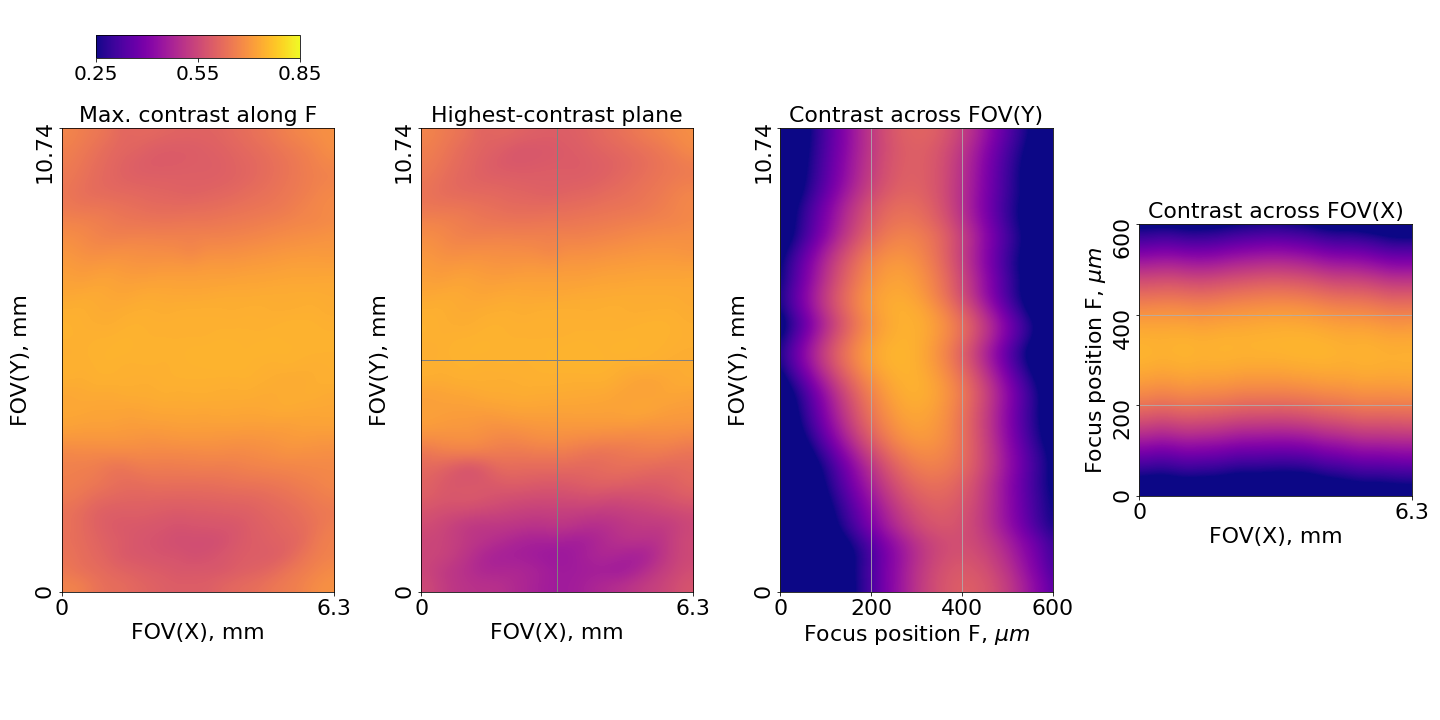 0.25 0.55 0.85
Max. contrast along F
10.74
FOV(Y), mm
0
0 6.3
FOV(X), mm
Highest-contrast plane
10.74
FOV(Y), mm
0
0 6.3
FOV(X), mm
Contrast across FOV(Y)
10.74
FOV(Y), mm
0
0 200 400 600
Focus position F, μm
Contrast across FOV(X)
600
400
200
0
Focus position F, μm
0 6.3
FOV(X), mm